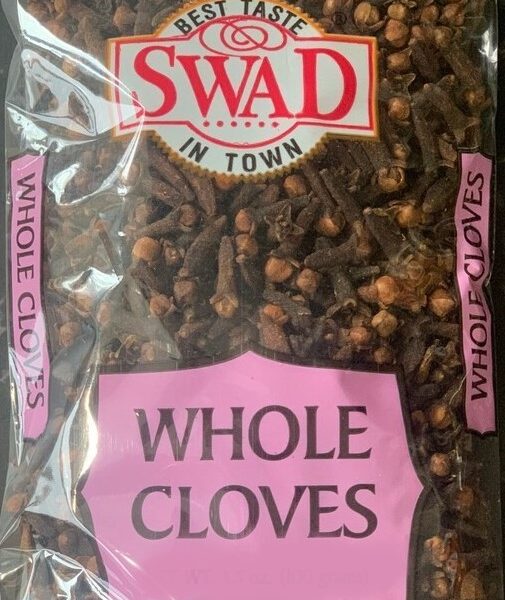 BEST TASTE
SWAD
IN TOWN
WHOLE CLOVES
WHOLE CLOVES
WHOLE
CLOVES